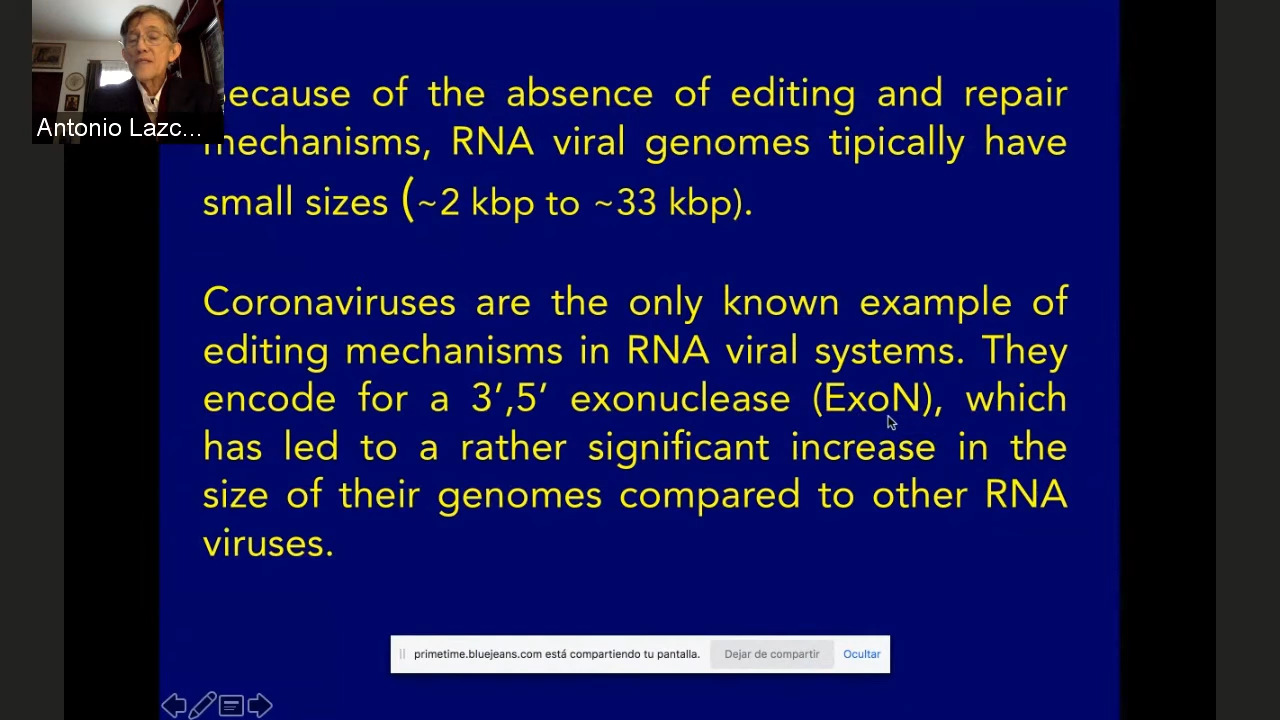 Antonio Lazc...
ecause of the absence of editing and repair
mechanisms, RNA viral genomes tipically have
small sizes (~2 kbp to ~33 kbp).
Coronaviruses are the only known example of
editing mechanisms in RNA viral systems. They
encode for a 3’,5’ exonuclease (ExoN), which
has led to a rather significant increase in the
size of their genomes compared to other RNA
viruses.
primetime.bluejeans.com está compartiendo tu pantalla.
Dejar de compartir
Ocultar